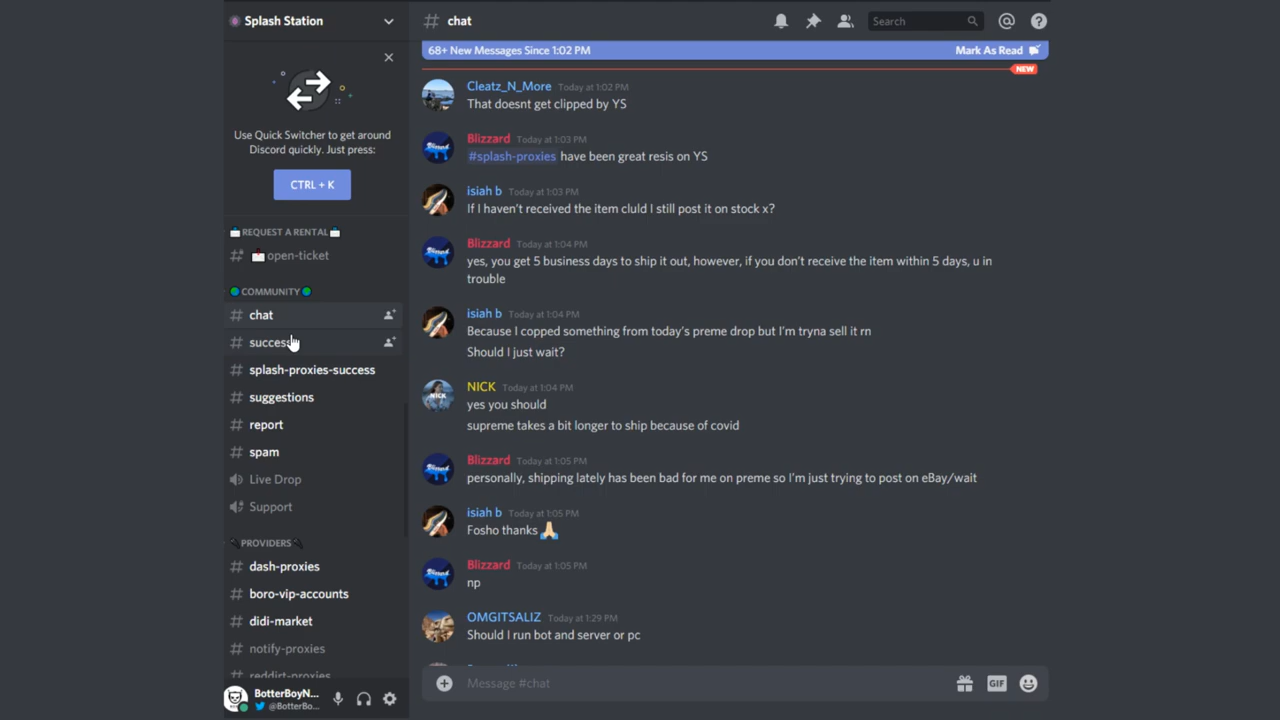 Splash Station
Use Quick Switcher to get around
Discord quickly. Just press:
CTRL + K
REQUEST A RENTAL
open-ticket
COMMUNITY
chat
success
splash-proxies-success
suggestions
report
spam
Live Drop
Support
PROVIDERS
dash-proxies
boro-vip-accounts
didi-market
notify-proxies
reddirt-proxies
BotterBoyN...
@BotterBo...
# chat
Search
68+ New Messages Since 1:02 PM
Mark As Read
NEW
Cleatz_N_More Today at 1:02 PM
That doesnt get clipped by YS
Blizzard Today at 1:03 PM
#splash-proxies have been great resis on YS
isiah b Today at 1:03 PM
If I haven't received the item cluld I still post it on stock x?
Blizzard Today at 1:04 PM
yes, you get 5 business days to ship it out, however, if you don't receive the item within 5 days, u in
trouble
isiah b Today at 1:04 PM
Because I copped something from today's preme drop but I'm tryna sell it rn
Should I just wait?
NICK Today at 1:04 PM
yes you should
supreme takes a bit longer to ship because of covid
Blizzard Today at 1:05 PM
personally, shipping lately has been bad for me on preme so I'm just trying to post on eBay/wait
isiah b Today at 1:05 PM
Fosho thanks 🙏🏼
Blizzard Today at 1:05 PM
np
OMGITSALIZ Today at 1:29 PM
Should I run bot and server or pc
Message #chat
GIF